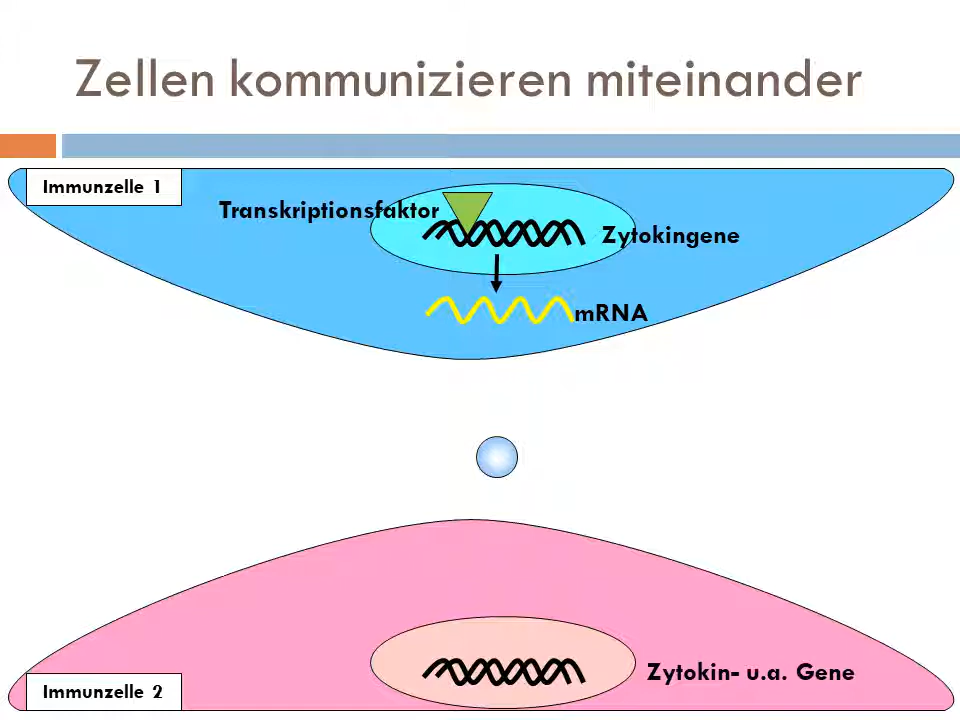 Zellen kommunizieren miteinander
Immunzelle 1
Transkriptionsfaktor
Zytokingene
mRNA
Zytokin- u.a. Gene
Immunzelle 2